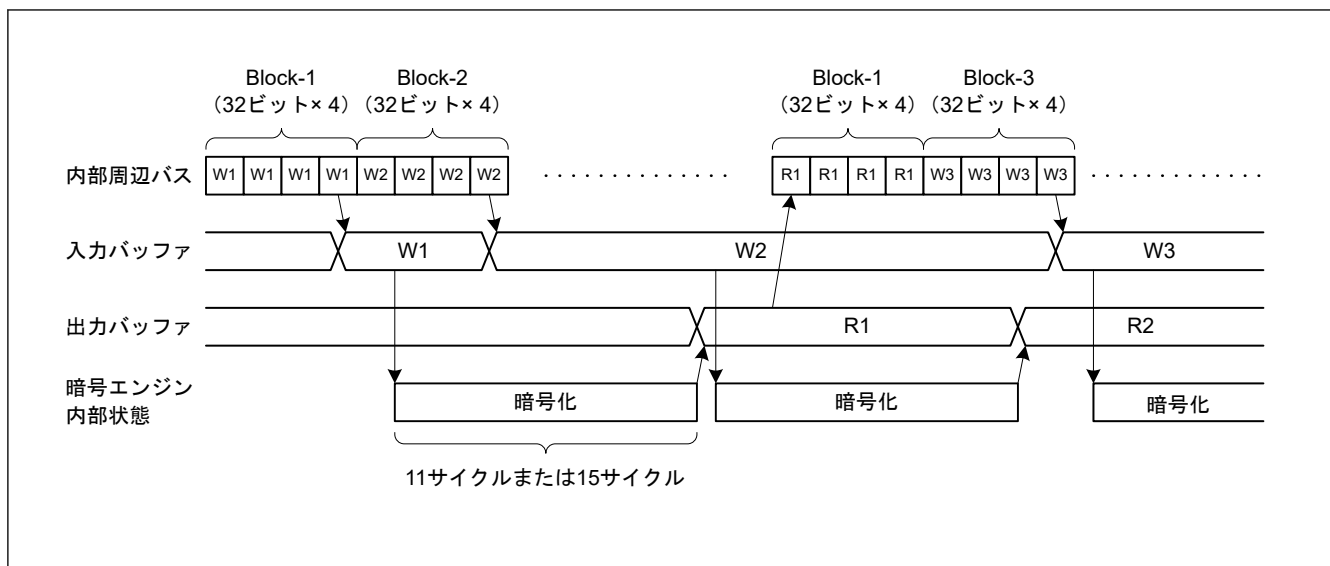 Block-1 Block-2 Block-1 Block-3
（32ビット× 4） （32ビット× 4） （32ビット× 4） （32ビット× 4）
内部周辺バス W1 W1 W1 W1 W2 W2 W2 W2 ・・・・・・・・・・・・・・ R1 R1 R1 R1 W3 W3 W3 W3 ・・・・・・・・・・・・
入力バッファ W1 W2 W3
出力バッファ R1 R2
暗号エンジン
内部状態 暗号化 暗号化 暗号化
11サイクルまたは15サイクル